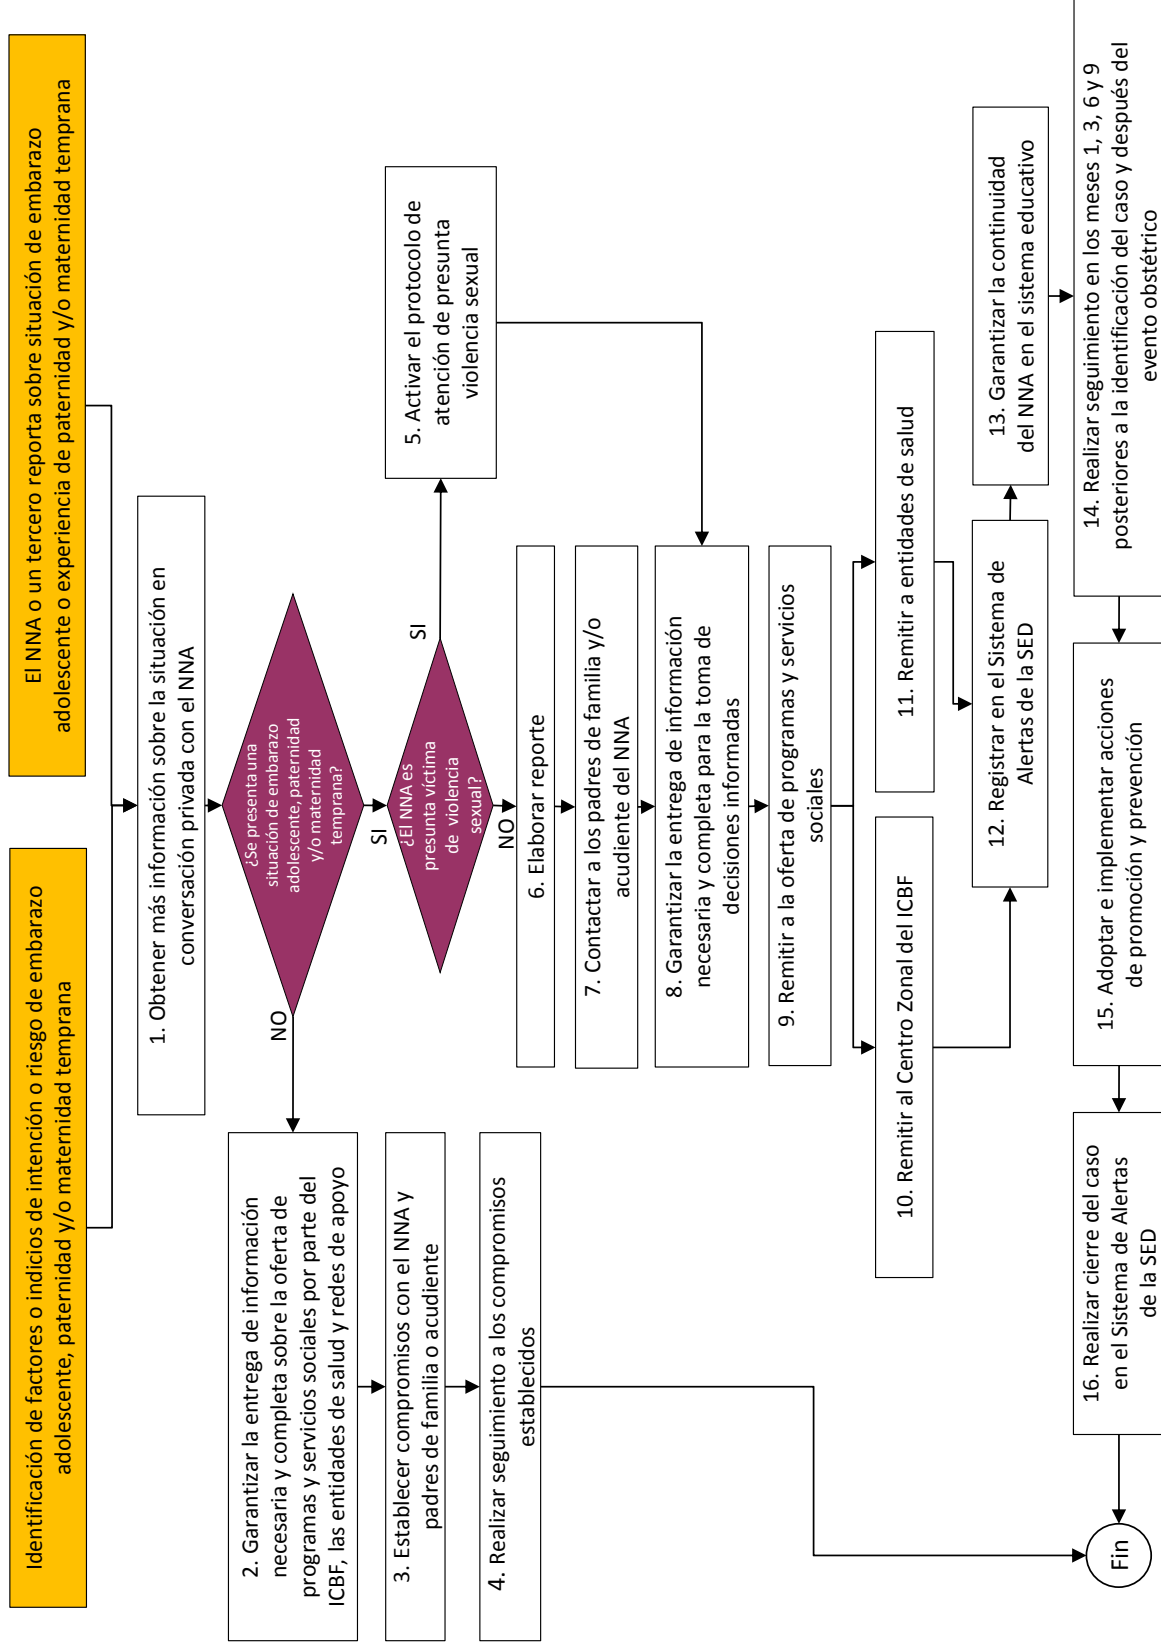 Identificación de factores o indicios de intención o riesgo de embarazo
adolescente, paternidad y/o maternidad temprana
El NNA o un tercero reporta sobre situación de embarazo
adolescente o experiencia de paternidad y/o maternidad temprana
1. Obtener más información sobre la situación en
conversación privada con el NNA
¿Se presenta una
situación de embarazo
adolescente, paternidad
y/o maternidad
temprana?
NO
SI
2. Garantizar la entrega de información
necesaria y completa sobre la oferta de
programas y servicios sociales por parte del
ICBF, las entidades de salud y redes de apoyo
3. Establecer compromisos con el NNA y
padres de familia o acudiente
4. Realizar seguimiento a los compromisos
establecidos
¿El NNA es
presunta víctima
de violencia
sexual?
SI
NO
5. Activar el protocolo de
atención de presunta
violencia sexual
6. Elaborar reporte
7. Contactar a los padres de familia y/o
acudiente del NNA
8. Garantizar la entrega de información
necesaria y completa para la toma de
decisiones informadas
9. Remitir a la oferta de programas y servicios
sociales
10. Remitir al Centro Zonal del ICBF
11. Remitir a entidades de salud
12. Registrar en el Sistema de
Alertas de la SED
13. Garantizar la continuidad
del NNA en el sistema educativo
14. Realizar seguimiento en los meses 1, 3, 6 y 9
posteriores a la identificación del caso y después del
evento obstétrico
15. Adoptar e implementar acciones
de promoción y prevención
16. Realizar cierre del caso
en el Sistema de Alertas
de la SED
Fin